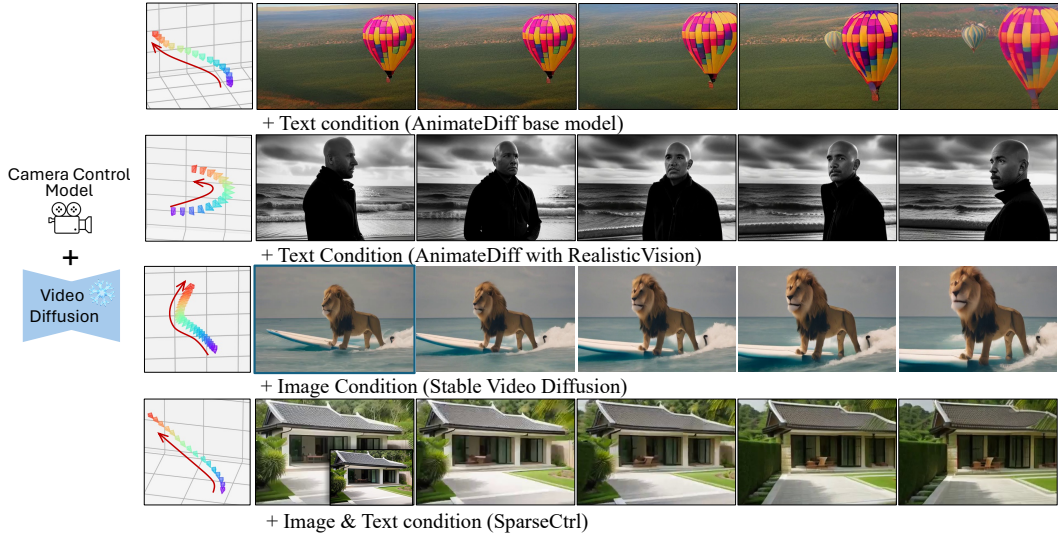 + Text condition (AnimateDiff base model)
Camera Control
Model
+
Video
Diffusion
+ Text Condition (AnimateDiff with RealisticVision)
+ Image Condition (Stable Video Diffusion)
+ Image & Text condition (SparseCtrl)